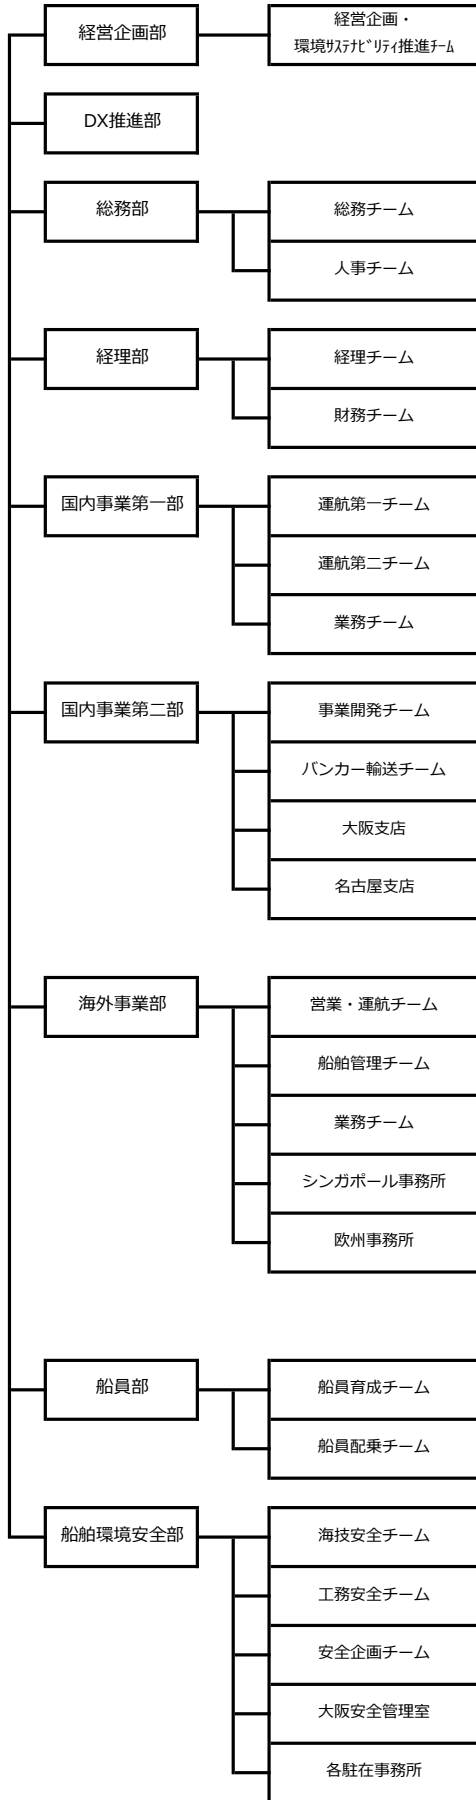 経営企画部
経営企画・
環境ｻｽﾃﾅﾋﾞﾘﾃｨ推進ﾁｰﾑ
DX推進部
総務部
総務チーム
人事チーム
経理部
経理チーム
財務チーム
国内事業第一部
運航第一チーム
運航第二チーム
業務チーム
国内事業第二部
事業開発チーム
バンカー輸送チーム
大阪支店
名古屋支店
海外事業部
営業・運航チーム
船舶管理チーム
業務チーム
シンガポール事務所
欧州事務所
船員部
船員育成チーム
船員配乗チーム
船舶環境安全部
海技安全チーム
工務安全チーム
安全企画チーム
大阪安全管理室
各駐在事務所